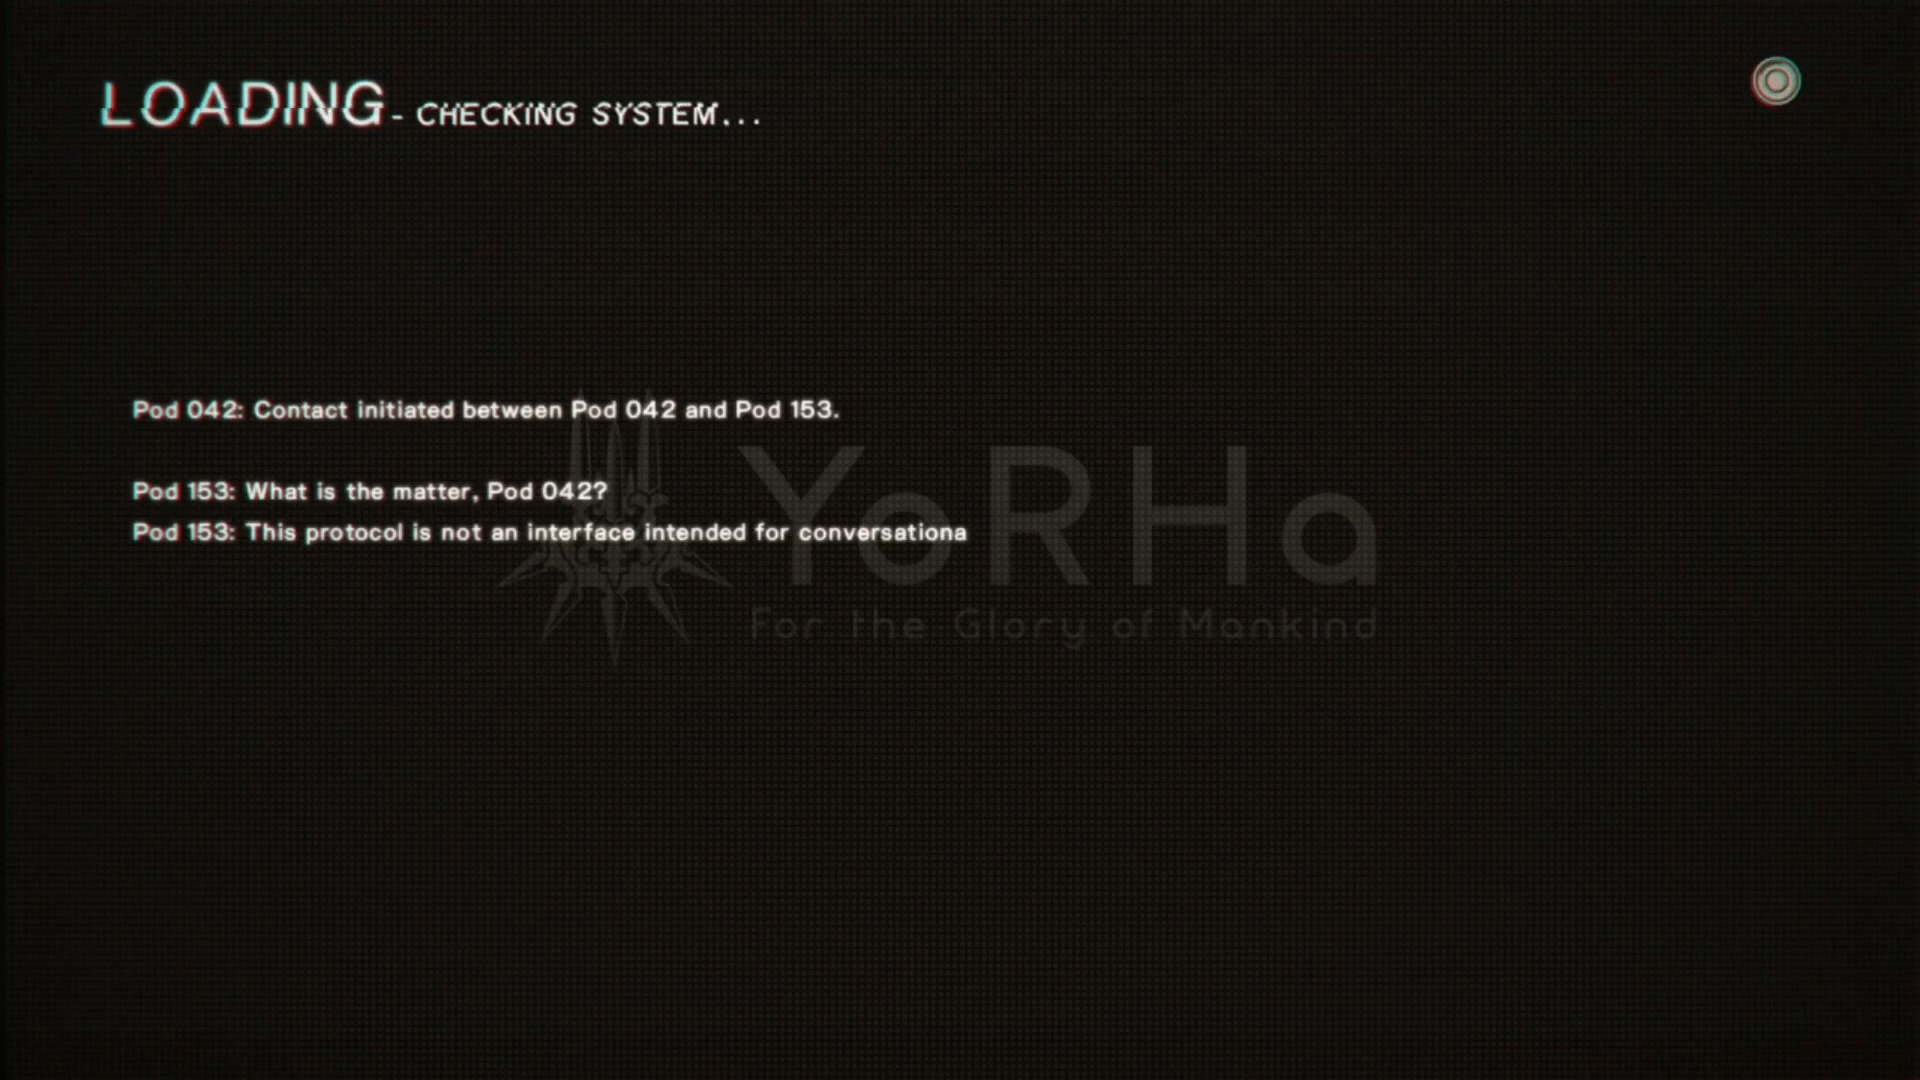 LOADING - CHECKING SYSTEM...
Pod 042: Contact initiated between Pod 042 and Pod 153.
Pod 153: What is the matter, Pod 042?
Pod 153: This protocol is not an interface intended for conversationa
YoRHa
For the Glory of Mankind